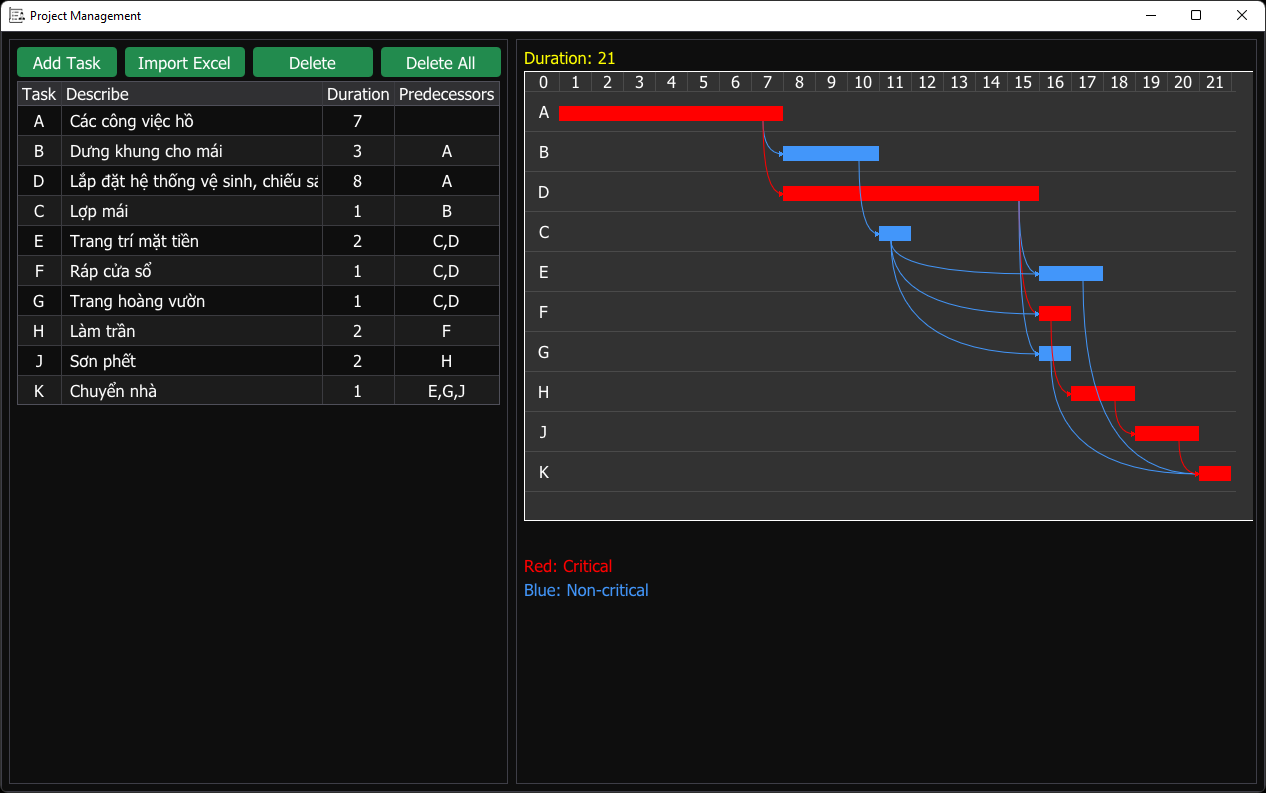 Project Management
Add Task Import Excel Delete Delete All
Task Describe Duration Predecessors
A Các công việc hồ 7
B Dưng khung cho mái 3 A
D Lắp đặt hệ thống vệ sinh, chiếu sá 8 A
C Lợp mái 1 B
E Trang trí mặt tiền 2 C,D
F Ráp cửa sổ 1 C,D
G Trang hoàng vườn 1 C,D
H Làm trần 2 F
J Sơn phết 2 H
K Chuyển nhà 1 E,G,J
Duration: 21
0 1 2 3 4 5 6 7 8 9 10 11 12 13 14 15 16 17 18 19 20 21
A
B
D
C
E
F
G
H
J
K
Red: Critical
Blue: Non-critical